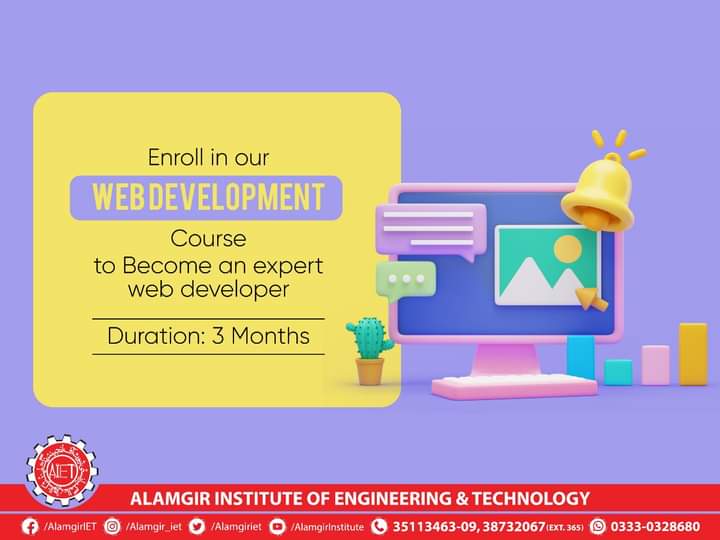 Enroll in our
WEB DEVELOPMENT
Course
to Become an expert
web developer
Duration: 3 Months
AIET
ALAMGIR INSTITUTE OF ENGINEERING & TECHNOLOGY
/AlamgirIET /Alamgir_iet /Alamgiriet /AlamgirInstitute 35113463-09, 38732067 (EXT. 365) 0333-0328680